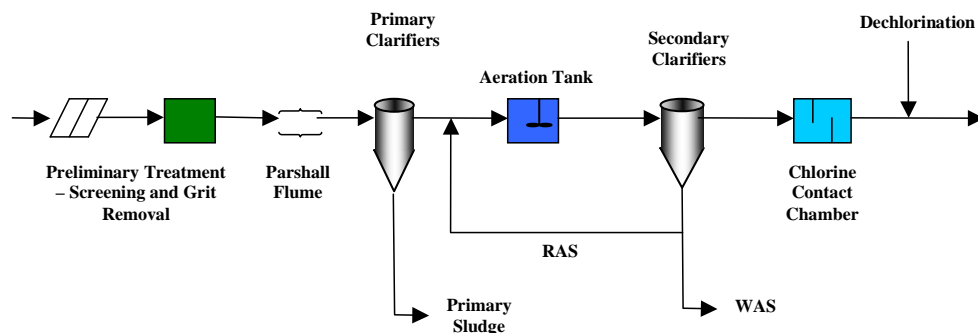 Preliminary Treatment
– Screening and Grit
Removal
Parshall
Flume
Primary
Clarifiers
Primary
Sludge
Aeration Tank
RAS
Secondary
Clarifiers
WAS
Chlorine
Contact
Chamber
Dechlorination